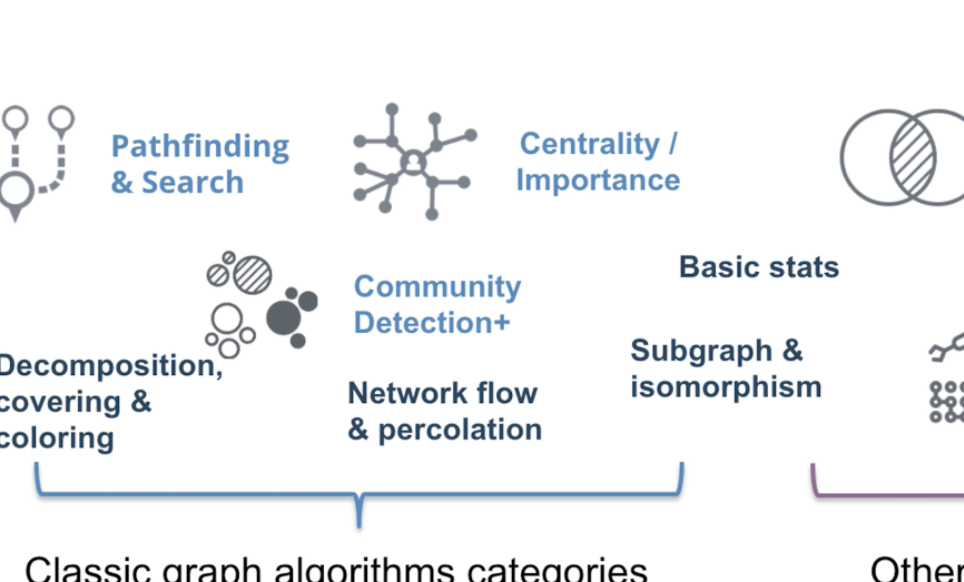 Pathfinding
& Search
Centrality /
Importance
Basic stats
Community
Detection+
Subgraph &
isomorphism
Decomposition,
covering &
coloring
Network flow
& percolation
Classic graph algorithms categories
Other